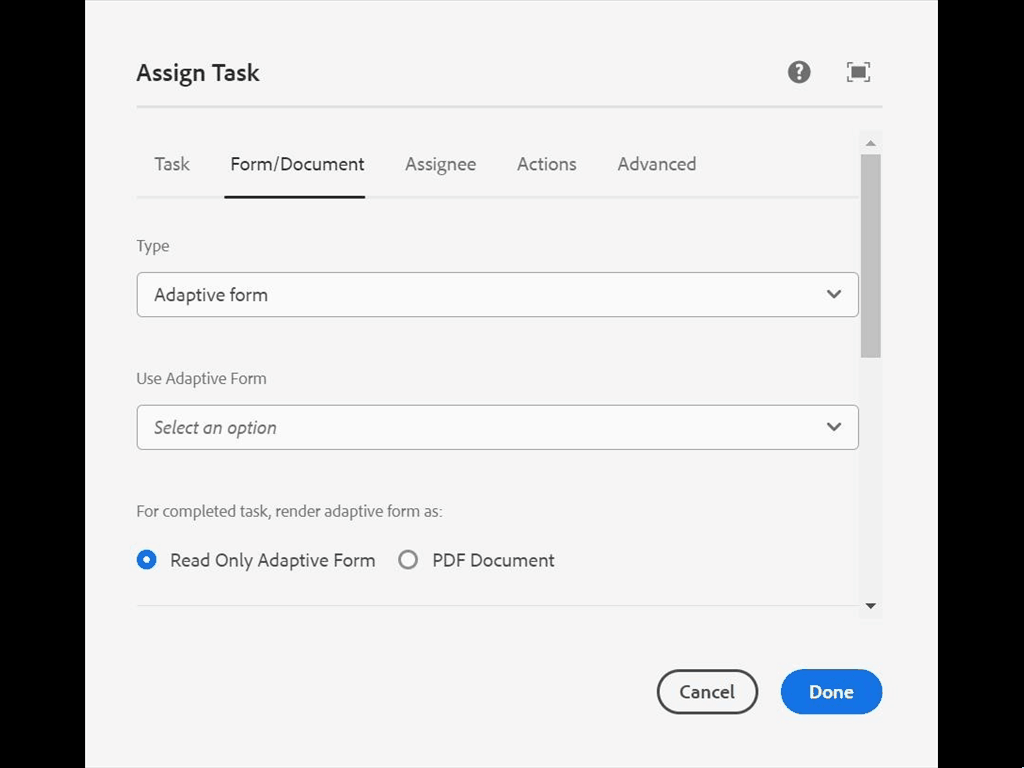 Assign Task
Task Form/Document Assignee Actions Advanced
Type
Adaptive form
Use Adaptive Form
Select an option
For completed task, render adaptive form as:
Read Only Adaptive Form PDF Document
Cancel Done